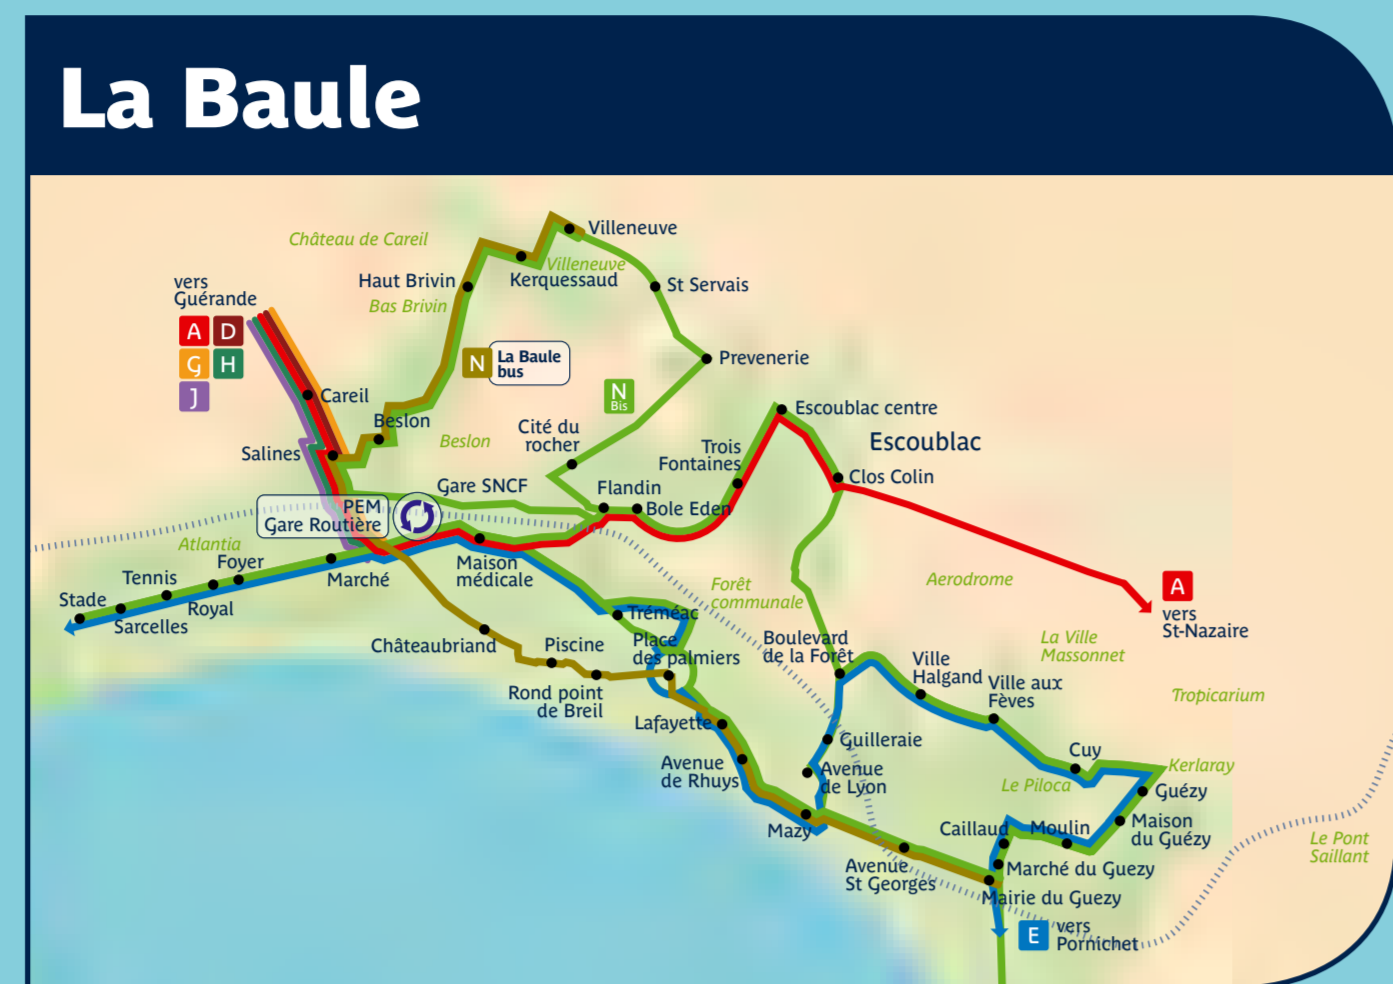 La Baule
Château de Careil
Villeneuve
Villeneuve
Kerquessaud
Haut Brivin
Bas Brivin
St Servais
vers
Guérande
A D
G H
J
N
La Baule
bus
Prevenerie
N
Bis
Careil
Beslon
Beslon
Salines
Cité du
rocher
Escoublac centre
Escoublac
Trois
Fontaines
Clos Colin
Gare SNCF
Flandin
Bole Eden
PEM
Gare Routière
Atlantia
Foyer
Tennis
Stade
Sarcelles
Royal
Marché
Maison
médicale
Forêt
communale
Aerodrome
A
vers
St-Nazaire
Tréméac
Place
des palmiers
Châteaubriand
Piscine
Rond point
de Breil
Boulevard
de la Forêt
La Ville
Massonnet
Ville
Halgand
Ville aux
Fèves
Tropicarium
Lafayette
Guilleraie
Avenue
de Rhuys
Avenue
de Lyon
Cuy
Kerlaray
Le Piloca
Guézy
Mazy
Caillaud
Moulin
Maison
du Guézy
Le Pont
Saillant
Avenue
St Georges
Marché du Guezy
Mairie du Guezy
E
vers
Pornichet